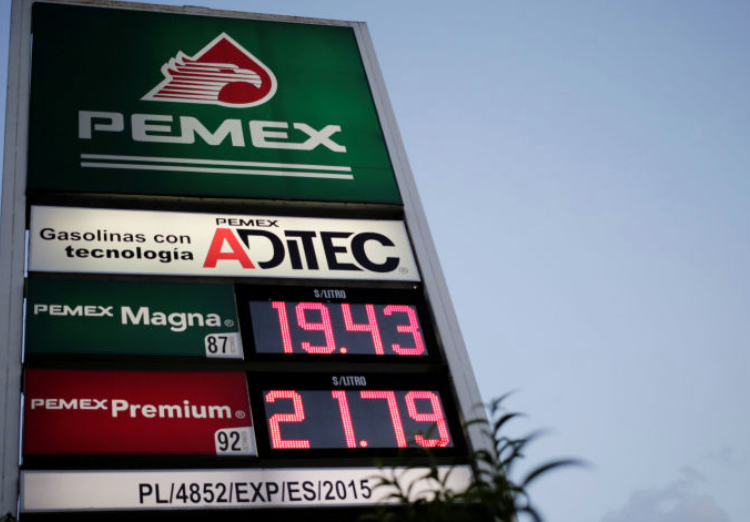 PEMEX
Gasolinas con
tecnología
PEMEX
ADITEC®
PEMEX Magna®
87
S/LITRO
19.43
PEMEX Premium®
92
S/LITRO
21.79
PL/4852/EXP/ES/2015